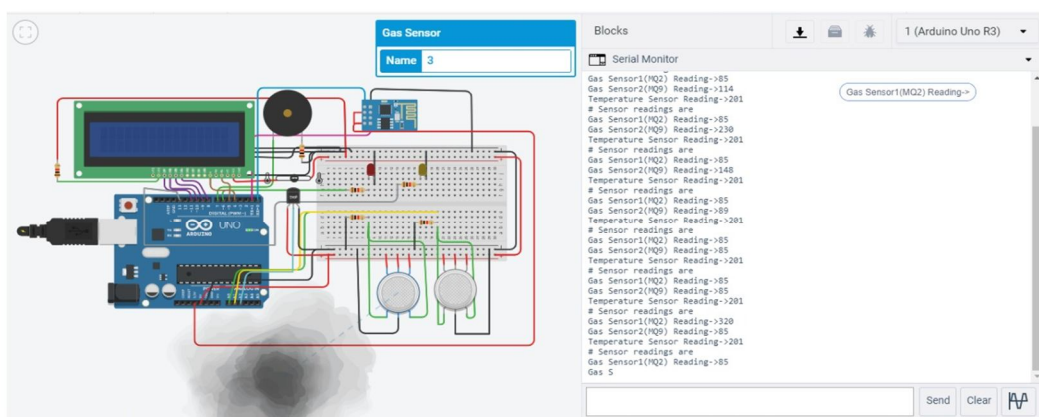 Gas Sensor
Name 3
UNO
ARDUINO
Blocks
1 (Arduino Uno R3)
Serial Monitor
Gas Sensor1(MQ2) Reading->85
Gas Sensor2(MQ9) Reading->114
Temperature Sensor Reading->201
# Sensor readings are
Gas Sensor1(MQ2) Reading->85
Gas Sensor2(MQ9) Reading->230
Temperature Sensor Reading->201
# Sensor readings are
Gas Sensor1(MQ2) Reading->85
Gas Sensor2(MQ9) Reading->148
Temperature Sensor Reading->201
# Sensor readings are
Gas Sensor1(MQ2) Reading->85
Gas Sensor2(MQ9) Reading->89
Temperature Sensor Reading->201
# Sensor readings are
Gas Sensor1(MQ2) Reading->85
Gas Sensor2(MQ9) Reading->85
Temperature Sensor Reading->201
# Sensor readings are
Gas Sensor1(MQ2) Reading->85
Gas Sensor2(MQ9) Reading->85
Temperature Sensor Reading->201
# Sensor readings are
Gas Sensor1(MQ2) Reading->320
Gas Sensor2(MQ9) Reading->85
Temperature Sensor Reading->201
# Sensor readings are
Gas Sensor1(MQ2) Reading->85
Gas S
Gas Sensor1(MQ2) Reading->
Send
Clear